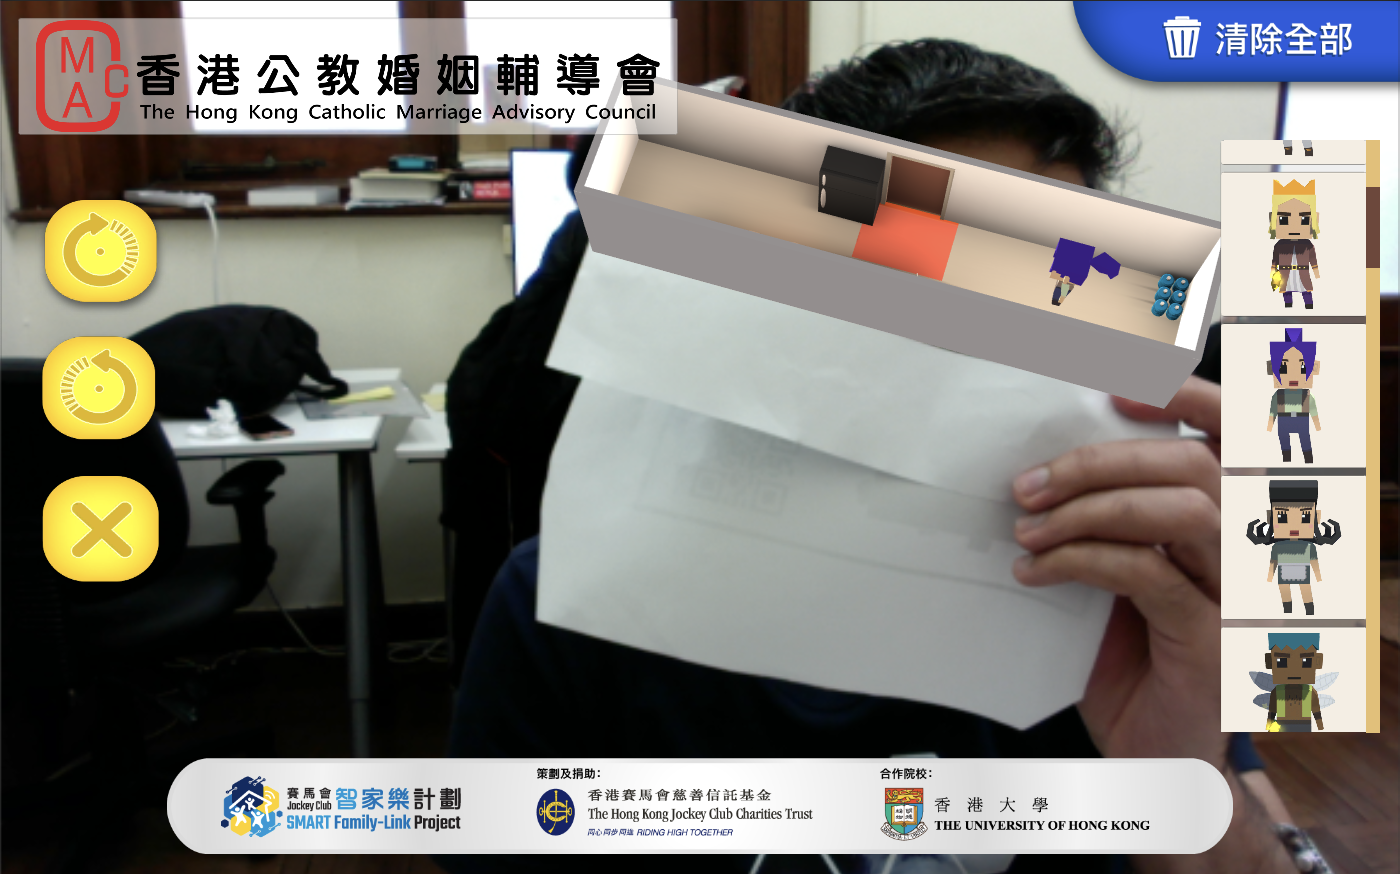 MCA
香港公教婚姻輔導會
The Hong Kong Catholic Marriage Advisory Council
清除全部
賽馬會智家樂計劃
Jockey Club
SMART Family-Link Project
策劃及捐助:
香港賽馬會慈善信託基金
The Hong Kong Jockey Club Charities Trust
同心同步同進 RIDING HIGH TOGETHER
合作院校:
香港大學
THE UNIVERSITY OF HONG KONG